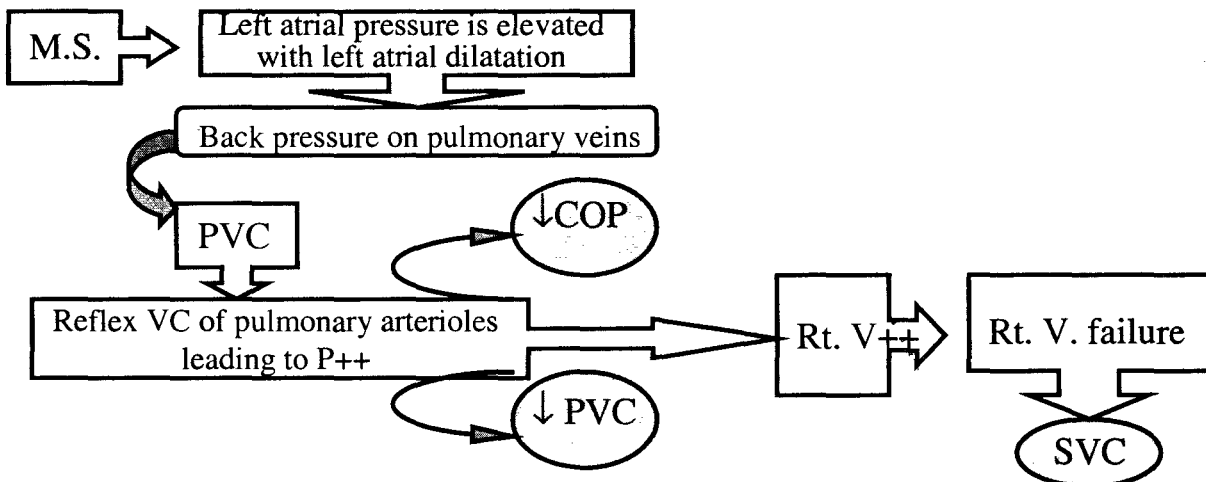 M.S.
Left atrial pressure is elevated
with left atrial dilatation
Back pressure on pulmonary veins
PVC
↓COP
Reflex VC of pulmonary arterioles
leading to P++
Rt. V++
Rt. V. failure
↓ PVC
SVC